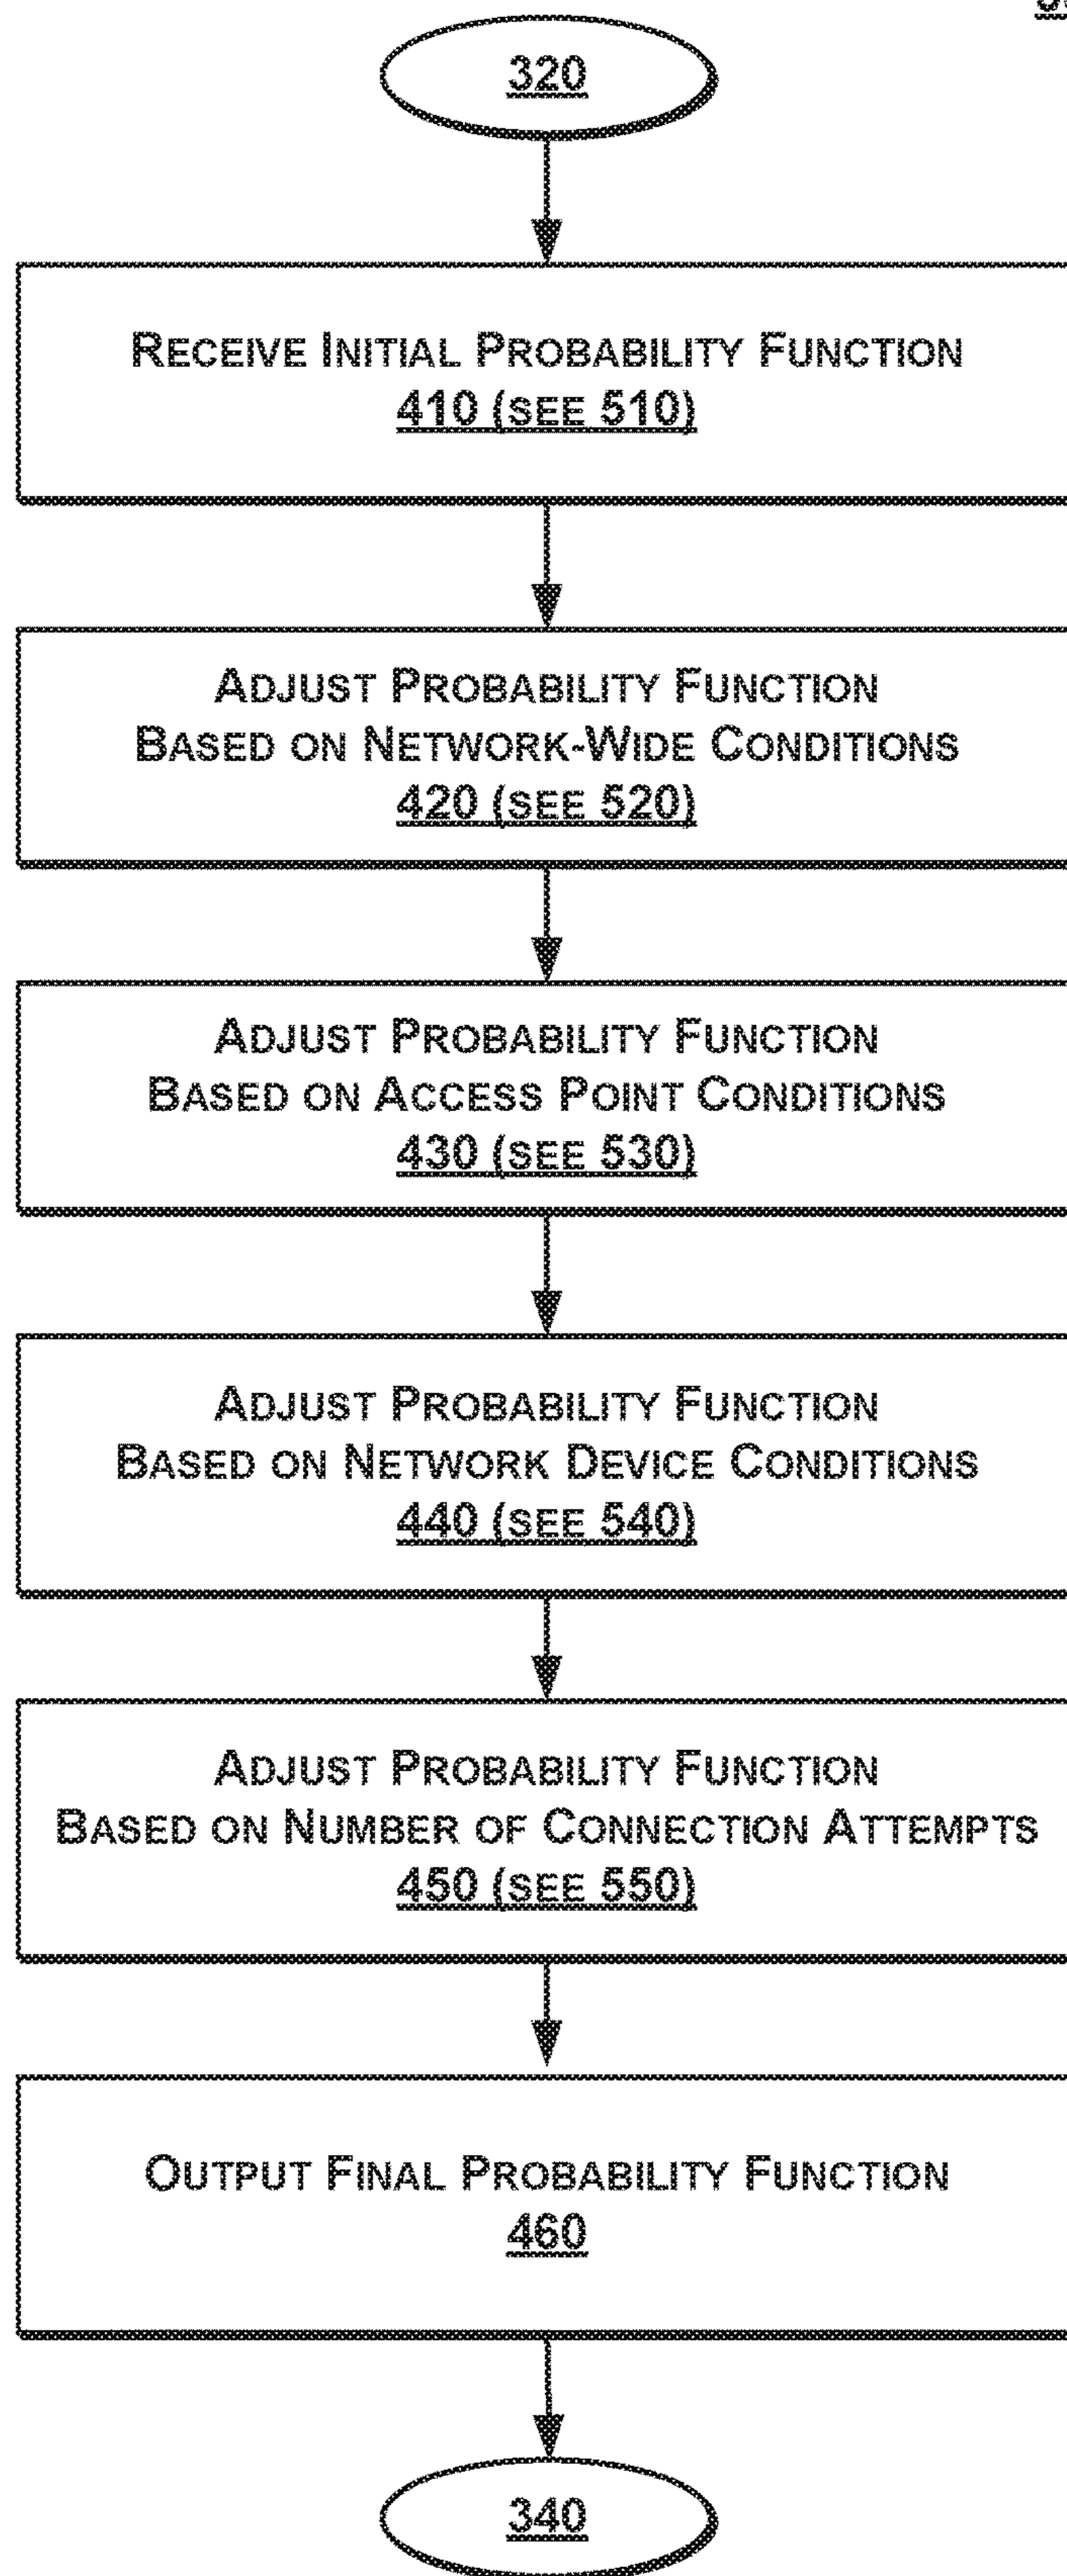 320
RECEIVE INITIAL PROBABILITY FUNCTION
410 (SEE 510)
ADJUST PROBABILITY FUNCTION
BASED ON NETWORK-WIDE CONDITIONS
420 (SEE 520)
ADJUST PROBABILITY FUNCTION
BASED ON ACCESS POINT CONDITIONS
430 (SEE 530)
ADJUST PROBABILITY FUNCTION
BASED ON NETWORK DEVICE CONDITIONS
440 (SEE 540)
ADJUST PROBABILITY FUNCTION
BASED ON NUMBER OF CONNECTION ATTEMPTS
450 (SEE 550)
OUTPUT FINAL PROBABILITY FUNCTION
460
340